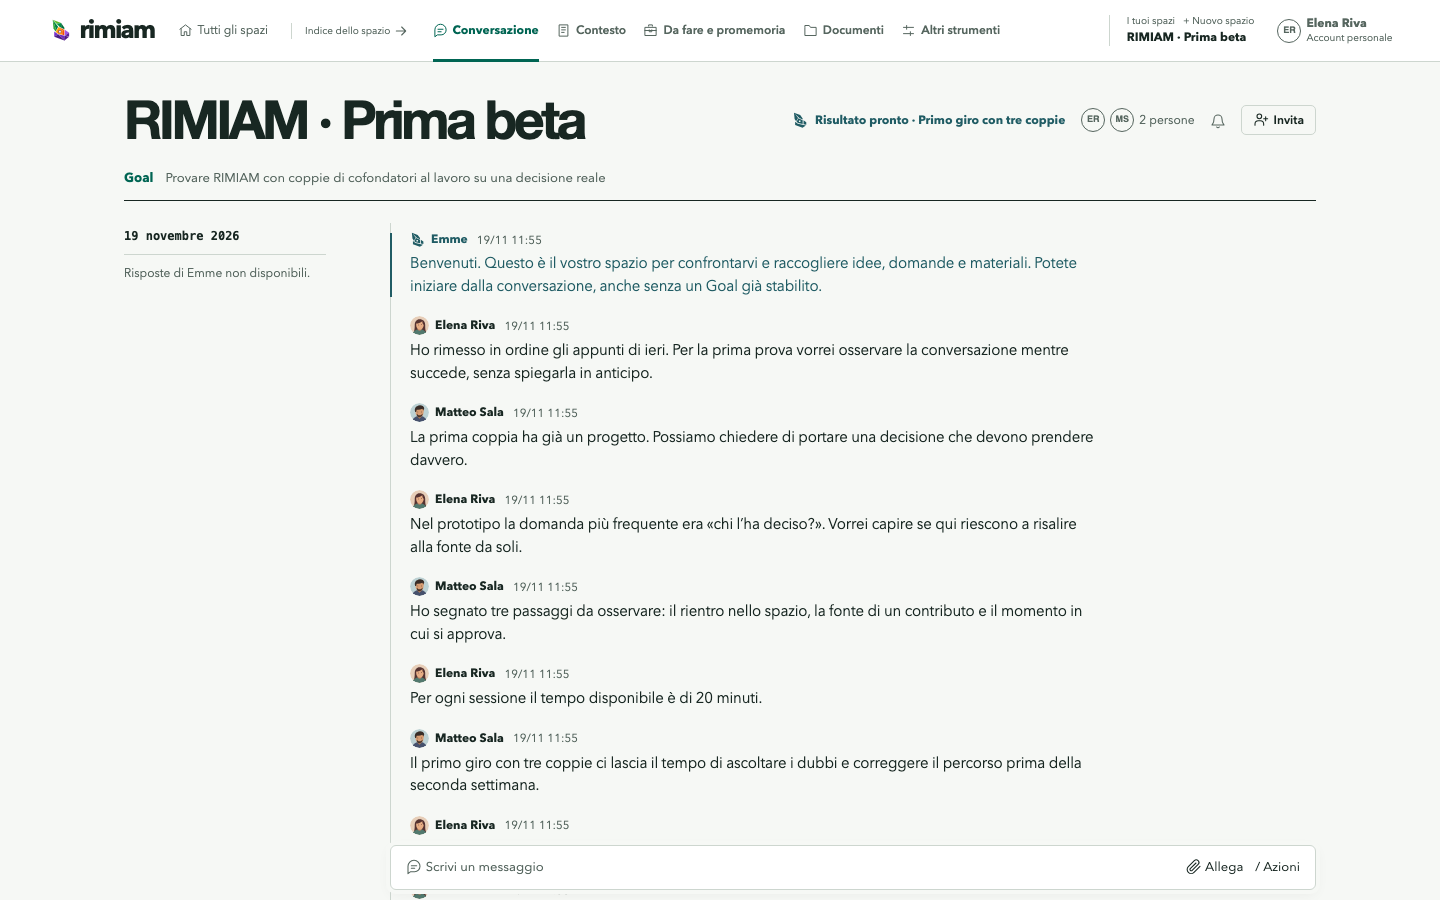 rimiam
Tutti gli spazi
Indice dello spazio →
Conversazione
Contesto
Da fare e promemoria
Documenti
Altri strumenti
I tuoi spazi + Nuovo spazio
RIMIAM · Prima beta
ER
Elena Riva
Account personale
RIMIAM · Prima beta
Risultato pronto · Primo giro con tre coppie
ER MS 2 persone
Invita
Goal Provare RIMIAM con coppie di cofondatori al lavoro su una decisione reale
19 novembre 2026
Risposte di Emme non disponibili.
Emme 19/11 11:55
Benvenuti. Questo è il vostro spazio per confrontarvi e raccogliere idee, domande e materiali. Potete
iniziare dalla conversazione, anche senza un Goal già stabilito.
Elena Riva 19/11 11:55
Ho rimesso in ordine gli appunti di ieri. Per la prima prova vorrei osservare la conversazione mentre
succede, senza spiegarla in anticipo.
Matteo Sala 19/11 11:55
La prima coppia ha già un progetto. Possiamo chiedere di portare una decisione che devono prendere
davvero.
Elena Riva 19/11 11:55
Nel prototipo la domanda più frequente era «chi l’ha deciso?». Vorrei capire se qui riescono a risalire
alla fonte da soli.
Matteo Sala 19/11 11:55
Ho segnato tre passaggi da osservare: il rientro nello spazio, la fonte di un contributo e il momento in
cui si approva.
Elena Riva 19/11 11:55
Per ogni sessione il tempo disponibile è di 20 minuti.
Matteo Sala 19/11 11:55
Il primo giro con tre coppie ci lascia il tempo di ascoltare i dubbi e correggere il percorso prima della
seconda settimana.
Elena Riva 19/11 11:55
Scrivi un messaggio
Allega
/ Azioni